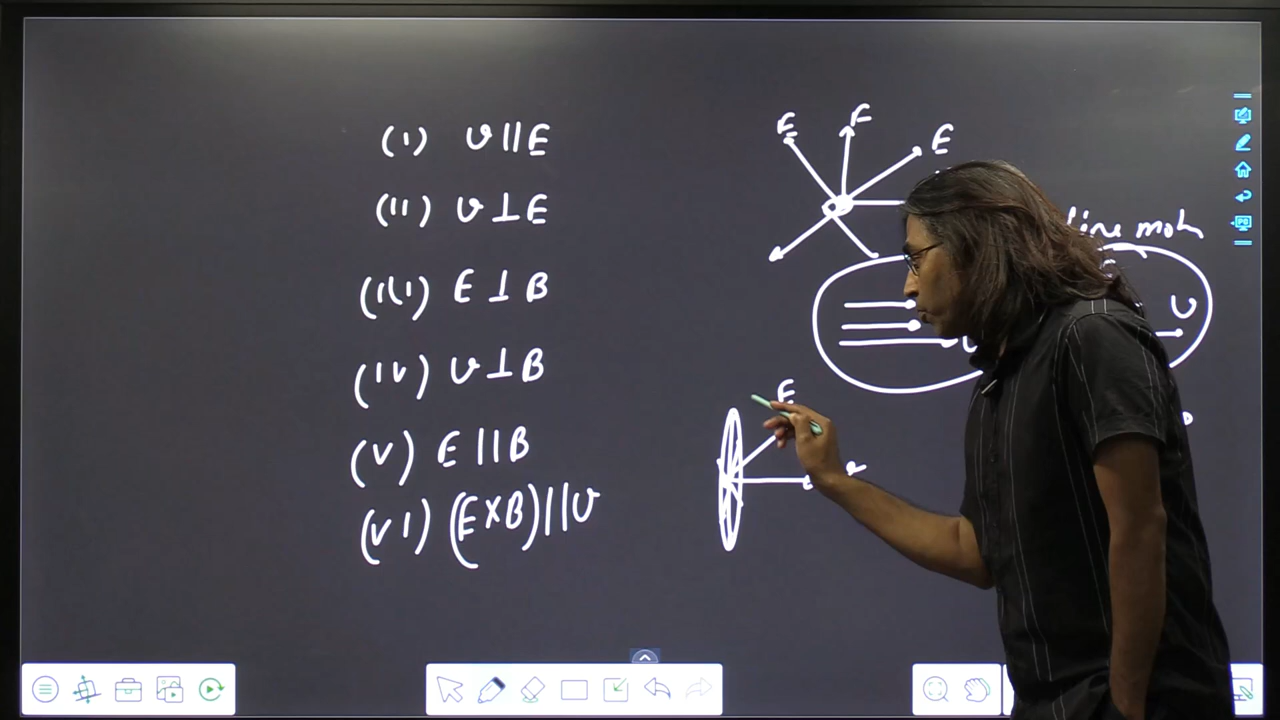 (i) v || E
(ii) v ⊥ E
(iii) E ⊥ B
(iv) v ⊥ B
(v) E || B
(vi) (E×B) || v
E
E
E
line
v
E